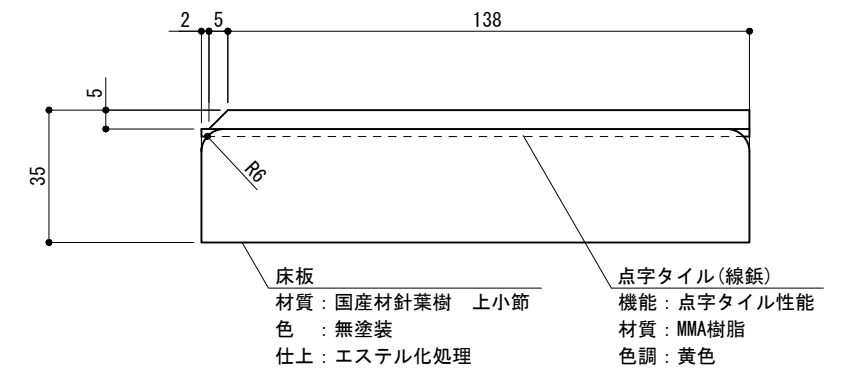 2
5
138
5
35
R6
床板
材質：国産材針葉樹　上小節
色　：無塗装
仕上：エステル化処理
点字タイル(線鋲)
機能：点字タイル性能
材質：MMA樹脂
色調：黄色